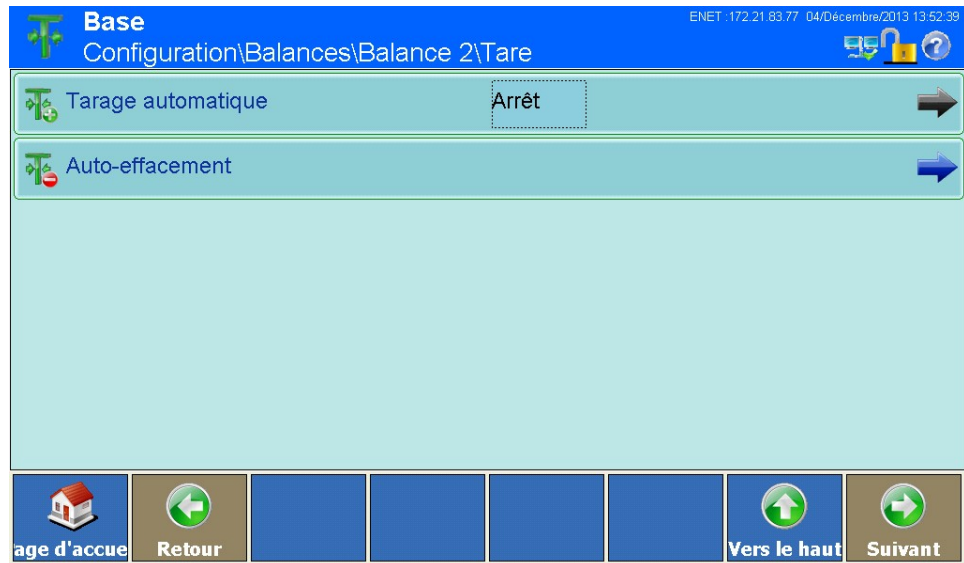 Base
ENET :172.21.83.77 04/Décembre/2013 13:52:39
Configuration\Balances\Balance 2\Tare
Tarage automatique Arrêt
Auto-effacement
age d'accue Retour Vers le haut Suivant